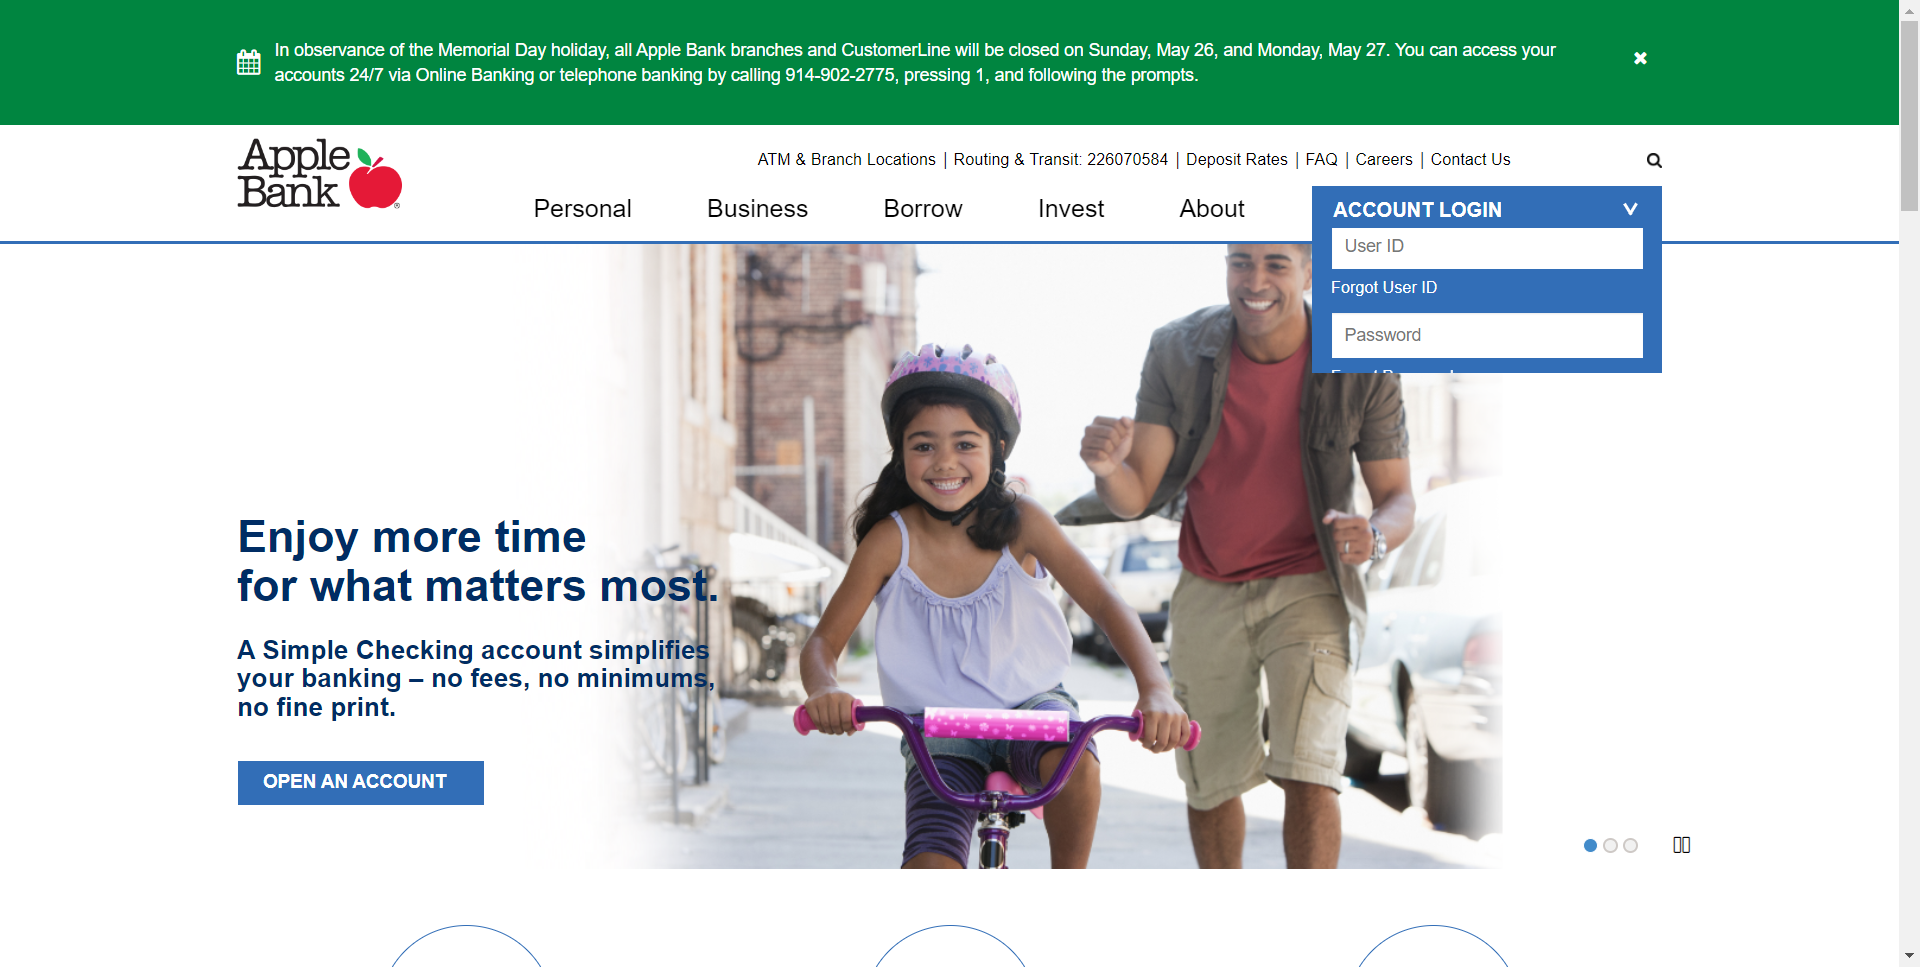 In observance of the Memorial Day holiday, all Apple Bank branches and CustomerLine will be closed on Sunday, May 26, and Monday, May 27. You can access your
accounts 24/7 via Online Banking or telephone banking by calling 914-902-2775, pressing 1, and following the prompts.
Apple
Bank
ATM & Branch Locations | Routing & Transit: 226070584 | Deposit Rates | FAQ | Careers | Contact Us
Personal Business Borrow Invest About
ACCOUNT LOGIN
User ID
Forgot User ID
Password
Enjoy more time
for what matters most.
A Simple Checking account simplifies
your banking – no fees, no minimums,
no fine print.
OPEN AN ACCOUNT